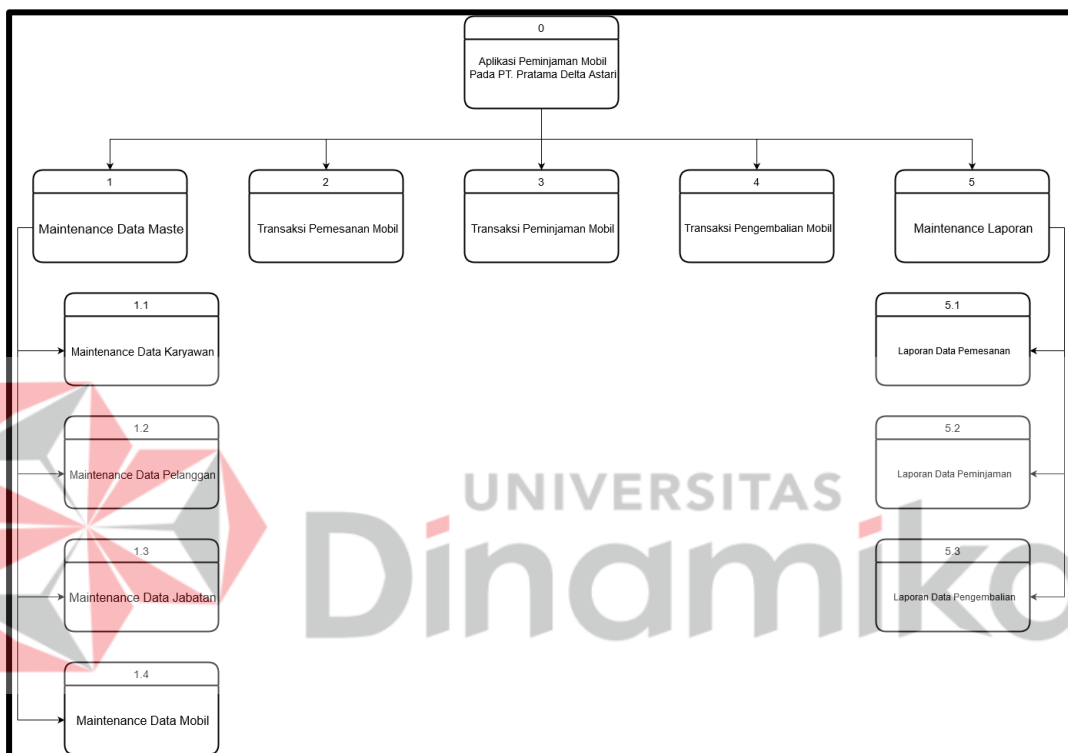 0
Aplikasi Peminjaman Mobil
Pada PT. Pratama Delta Astari
1
Maintenance Data Maste
2
Transaksi Pemesanan Mobil
3
Transaksi Peminjaman Mobil
4
Transaksi Pengembalian Mobil
5
Maintenance Laporan
1.1
Maintenance Data Karyawan
5.1
Laporan Data Pemesanan
1.2
Maintenance Data Pelanggan
5.2
Laporan Data Peminjaman
1.3
Maintenance Data Jabatan
5.3
Laporan Data Pengembalian
1.4
Maintenance Data Mobil
UNIVERSITAS
Dinamika